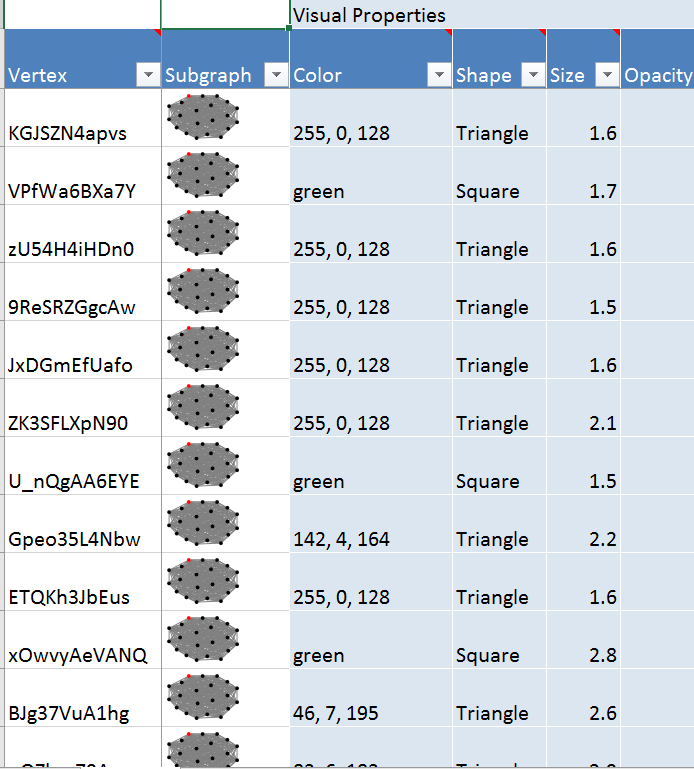 Visual Properties
Vertex Subgraph Color Shape Size Opacity
KGJSZN4apvs 255, 0, 128 Triangle 1.6
VPfWa6BXa7Y green Square 1.7
zU54H4iHDn0 255, 0, 128 Triangle 1.6
9ReSRZGgcAw 255, 0, 128 Triangle 1.5
JxDGmEfUafo 255, 0, 128 Triangle 1.6
ZK3SFLXpN90 255, 0, 128 Triangle 2.1
U_nQgAA6EYE green Square 1.5
Gpeo35L4Nbw 142, 4, 164 Triangle 2.2
ETQKh3JbEus 255, 0, 128 Triangle 1.6
xOwvyAeVANQ green Square 2.8
BJg37VuA1hg 46, 7, 195 Triangle 2.6